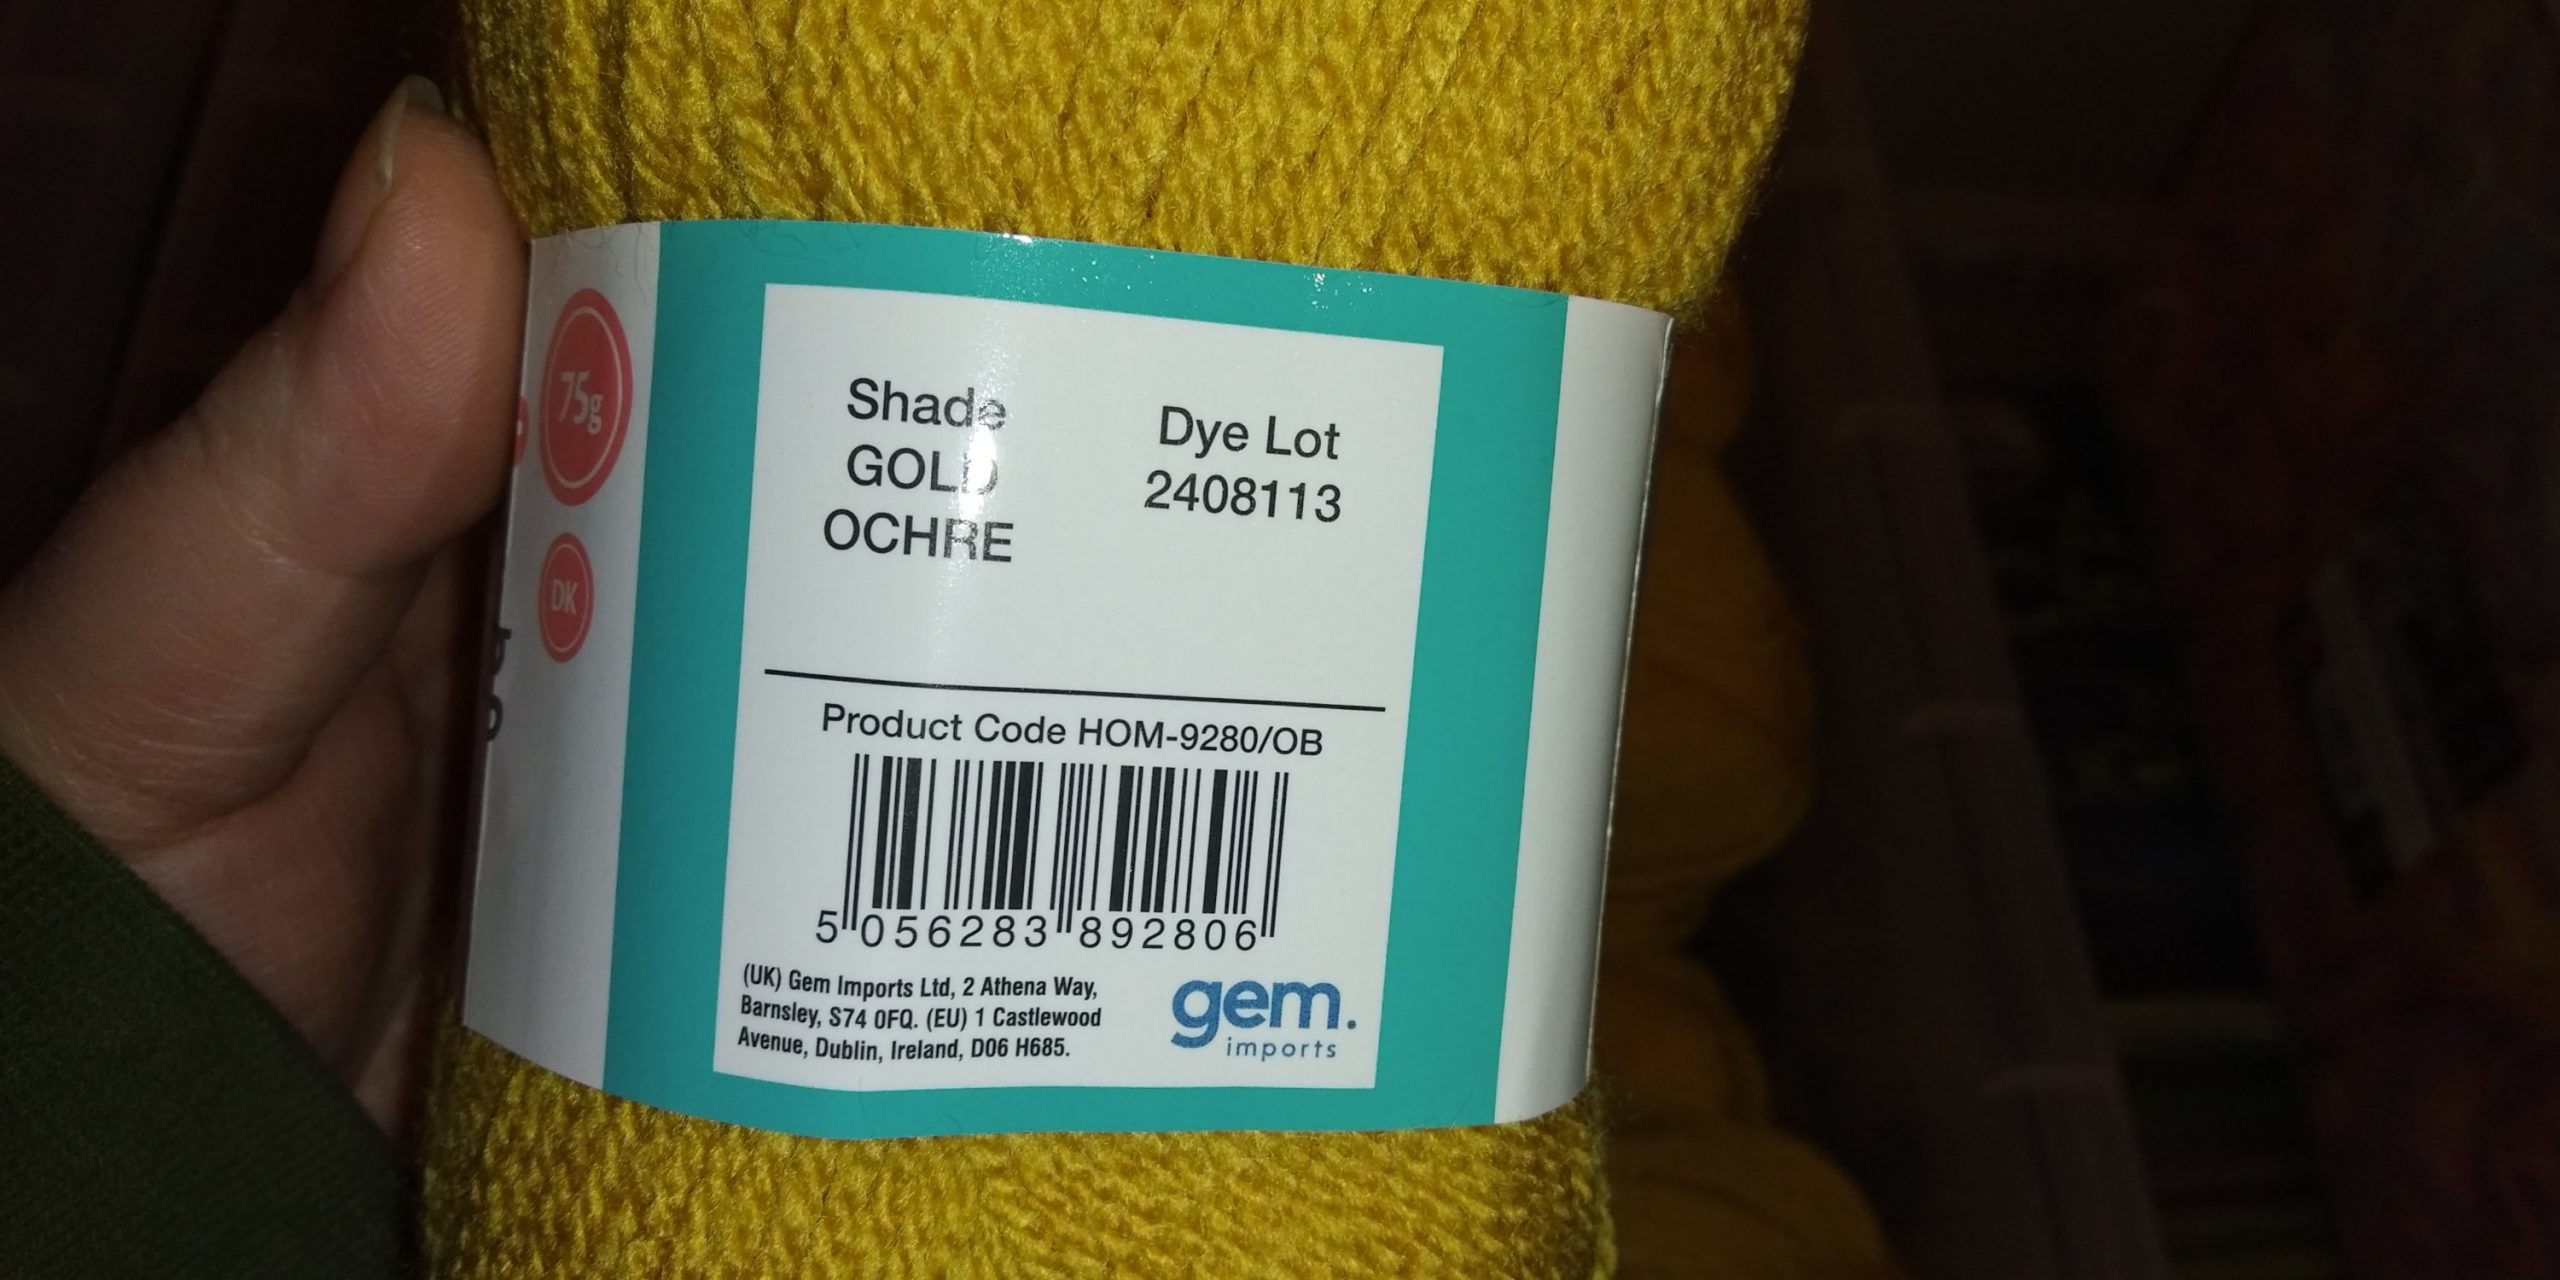 75g
DK
Shade
GOLD
OCHRE
Dye Lot
2408113
Product Code HOM-9280/OB
5 056283 892806
(UK) Gem Imports Ltd, 2 Athena Way,
Barnsley, S74 0FQ. (EU) 1 Castlewood
Avenue, Dublin, Ireland, D06 H685.
gem.
imports